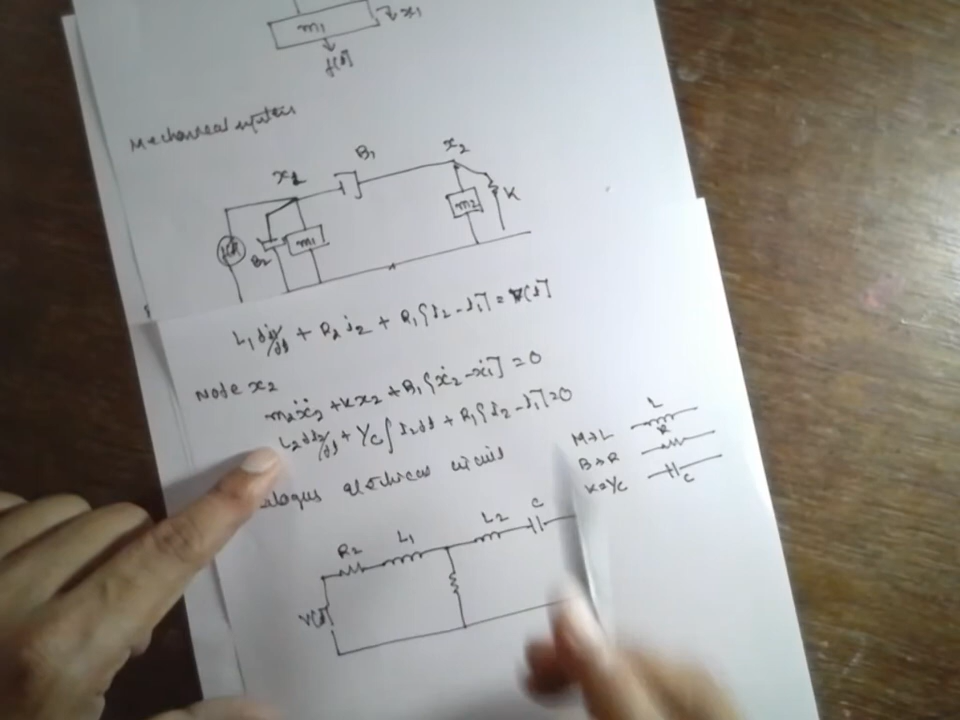 m1
x1
f(t)
Mechanical system
x1
B1
x2
f(t)
B2
m1
m2
K
L1 di1/dt + R2 i2 + R1 [i2 - i1] = V(t)
Node x2
m2ẍ2 + Kx2 + B1 [ẋ2 - ẋ1] = 0
L2 di2/dt + 1/C ∫ i2 dt + R1 [i2 - i1] = 0
alogus electrical circuit
M→L
L
B→R
R
K→1/C
C
R2
L1
L2
C
V(t)